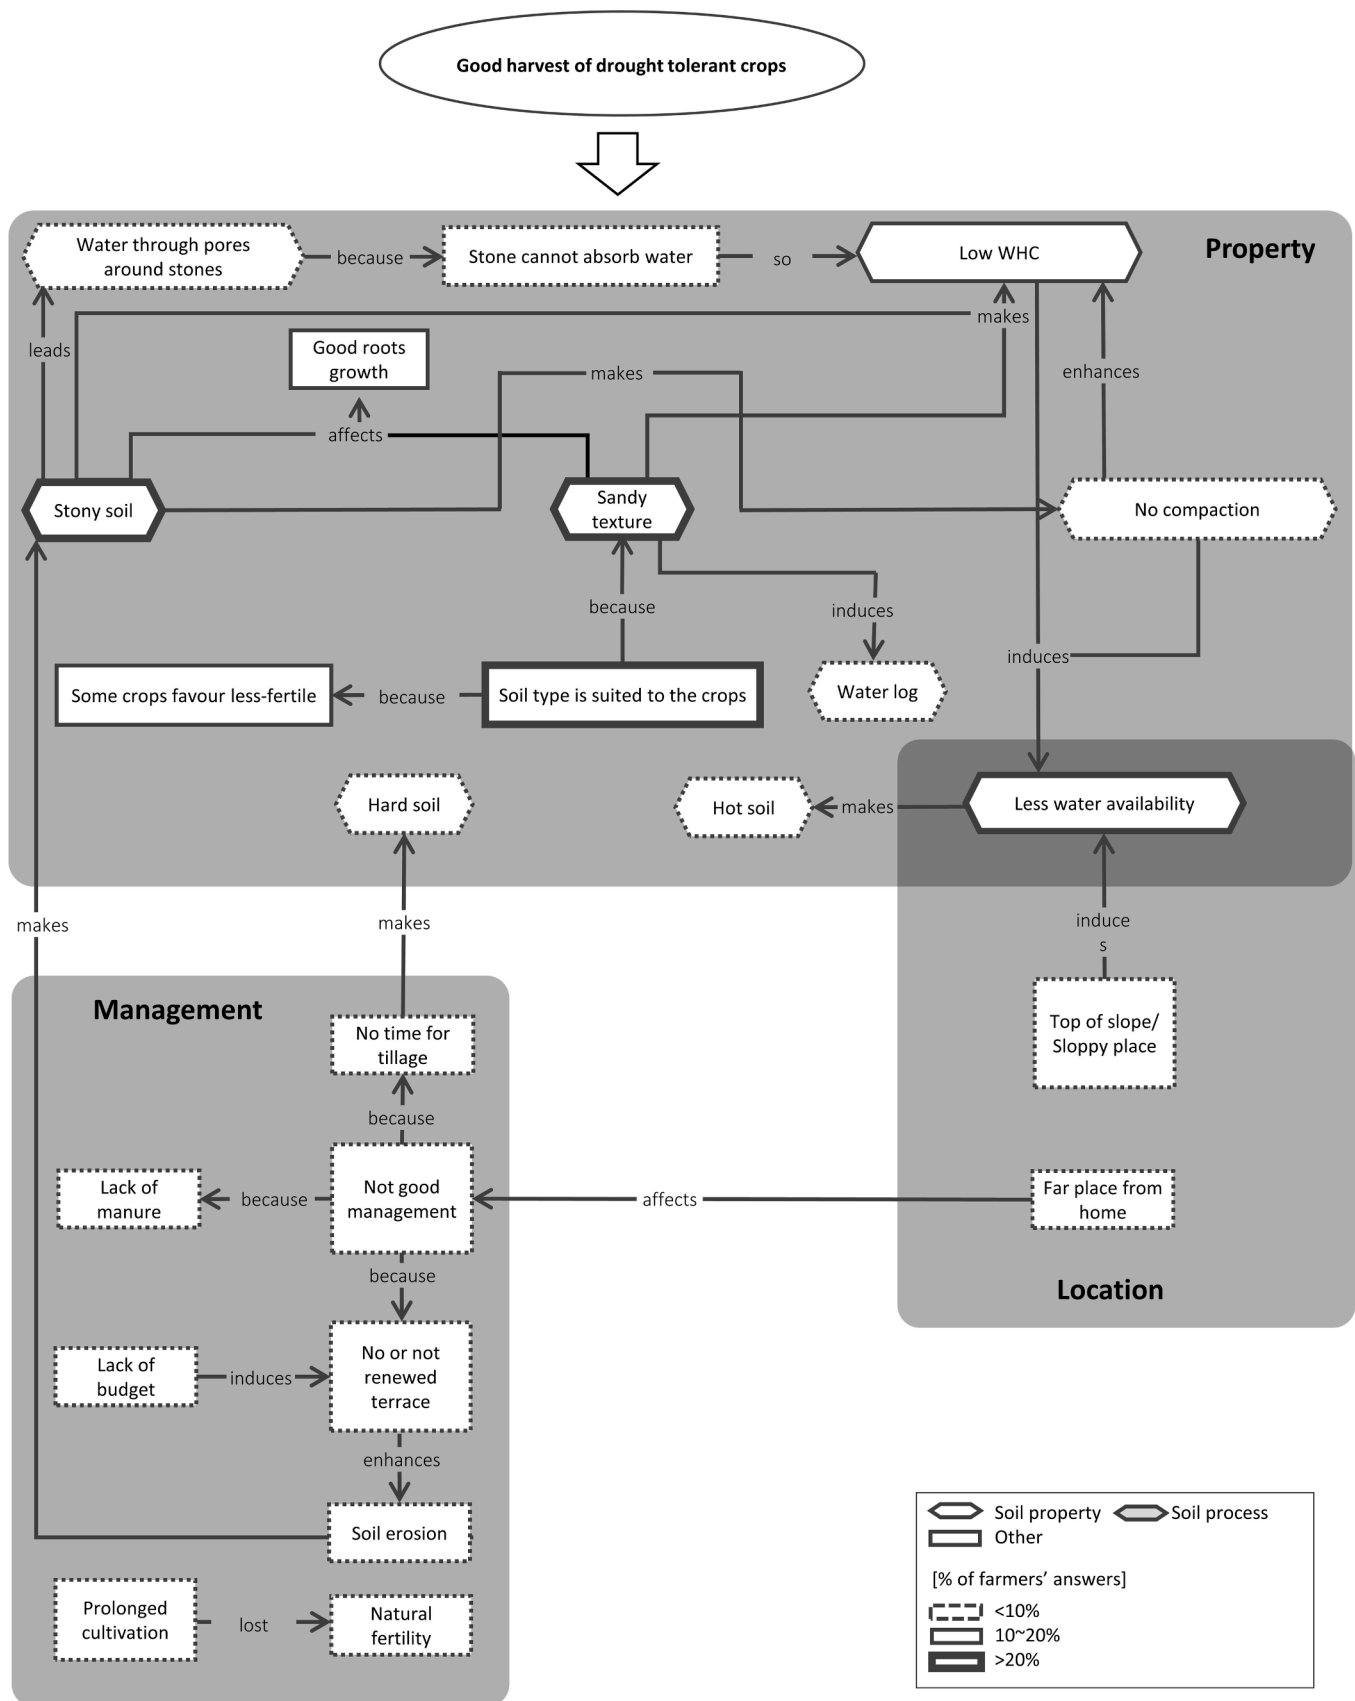 Good harvest of drought tolerant crops
Property
Water through pores
around stones
because
Stone cannot absorb water
so
Low WHC
leads
Good roots
growth
makes
makes
enhances
affects
Stony soil
Sandy
texture
No compaction
because
induces
induces
Some crops favour less-fertile
because
Soil type is suited to the crops
Water log
Hard soil
Hot soil
makes
Less water availability
makes
makes
induce
s
Management
No time for
tillage
Top of slope/
Sloppy place
because
Lack of
manure
because
Not good
management
affects
Far place from
home
because
Location
Lack of
budget
induces
No or not
renewed
terrace
enhances
Soil erosion
Prolonged
cultivation
lost
Natural
fertility
Soil property
Soil process
Other
[% of farmers’ answers]
<10%
10~20%
>20%